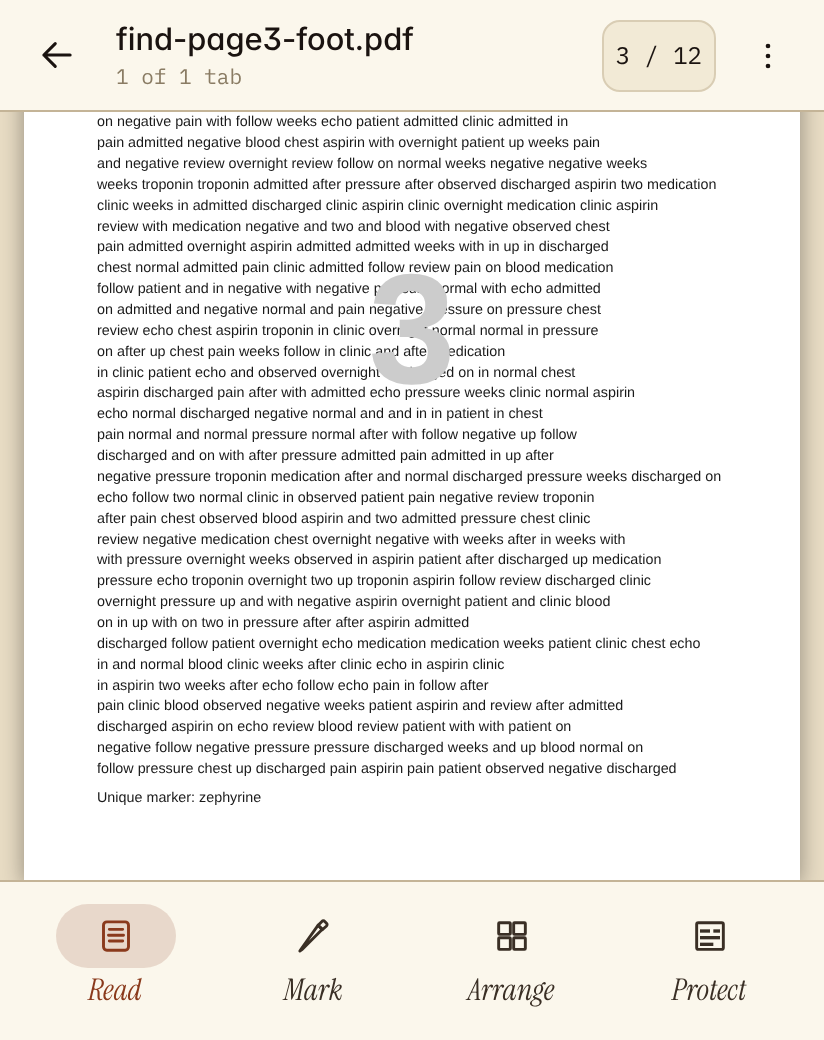 find-page3-foot.pdf
1 of 1 tab
3 / 12
on negative pain with follow weeks echo patient admitted clinic admitted in
pain admitted negative blood chest aspirin with overnight patient up weeks pain
and negative review overnight review follow on normal weeks negative negative weeks
weeks troponin troponin admitted after pressure after observed discharged aspirin two medication
clinic weeks in admitted discharged clinic aspirin clinic overnight medication clinic aspirin
review with medication negative and two and blood with negative observed chest
pain admitted overnight aspirin admitted admitted weeks with in up in discharged
chest normal admitted pain clinic admitted follow review pain on blood medication
follow patient and in negative with negative normal with echo admitted
on admitted and negative normal and pain negative pressure on pressure chest
review echo chest aspirin troponin in clinic overnight normal normal in pressure
on after up chest pain weeks follow in clinic and after medication
in clinic patient echo and observed overnight on in normal chest
aspirin discharged pain after with admitted echo pressure weeks clinic normal aspirin
echo normal discharged negative normal and and in in patient in chest
pain normal and normal pressure normal after with follow negative up follow
discharged and on with after pressure admitted pain admitted in up after
negative pressure troponin medication after and normal discharged pressure weeks discharged on
echo follow two normal clinic in observed patient pain negative review troponin
after pain chest observed blood aspirin and two admitted pressure chest clinic
review negative medication chest overnight negative with weeks after in weeks with
with pressure overnight weeks observed in aspirin patient after discharged up medication
pressure echo troponin overnight two up troponin aspirin follow review discharged clinic
overnight pressure up and with negative aspirin overnight patient and clinic blood
on in up with on two in pressure after after aspirin admitted
discharged follow patient overnight echo medication medication weeks patient clinic chest echo
in and normal blood clinic weeks after clinic echo in aspirin clinic
in aspirin two weeks after echo follow echo pain in follow after
pain clinic blood observed negative weeks patient aspirin and review after admitted
discharged aspirin on echo review blood review patient with with patient on
negative follow negative pressure pressure discharged weeks and up blood normal on
follow pressure chest up discharged pain aspirin pain patient observed negative discharged
Unique marker: zephyrine
3
Read
Mark
Arrange
Protect